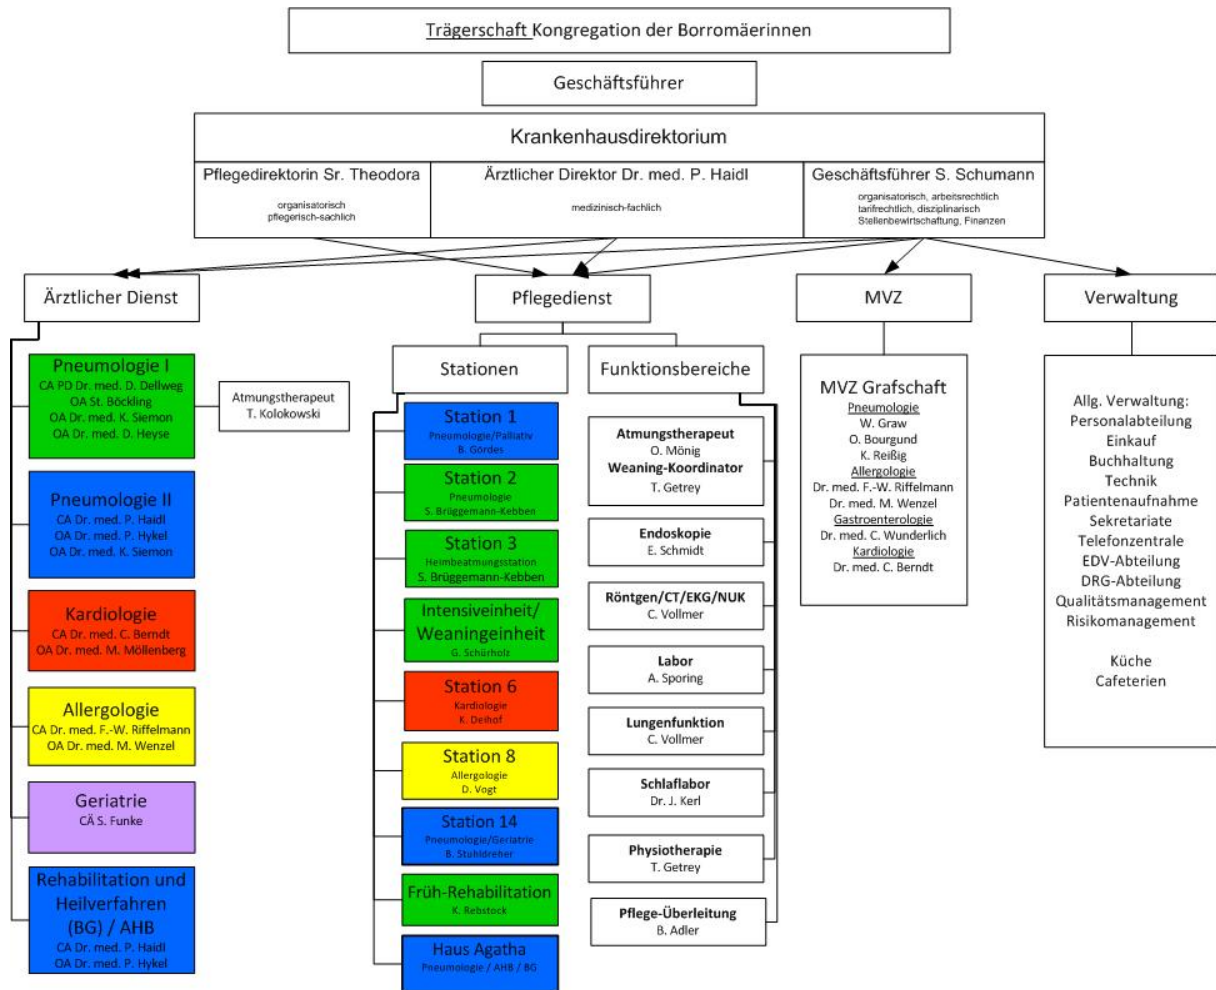 Trägerschaft Kongregation der Borromäerinnen
Geschäftsführer
Krankenhausdirektorium
Pflegedirektorin Sr. Theodora
organisatorisch
pflegerisch-sachlich
Ärztlicher Direktor Dr. med. P. Haidl
medizinisch-fachlich
Geschäftsführer S. Schumann
organisatorisch, arbeitsrechtlich
tarifrechtlich, disziplinarisch
Stellenbewirtschaftung, Finanzen
Ärztlicher Dienst
Pflegedienst
MVZ
Verwaltung
Pneumologie I
CA PD Dr. med. D. Dellweg
OA St. Böckling
OA Dr. med. K. Siemon
OA Dr. med. D. Heyse
Atmungstherapeut
T. Kolokowski
Pneumologie II
CA Dr. med. P. Haidl
OA Dr. med. P. Hykel
OA Dr. med. K. Siemon
Kardiologie
CA Dr. med. C. Berndt
OA Dr. med. M. Möllenberg
Allergologie
CA Dr. med. F.-W. Riffelmann
OA Dr. med. M. Wenzel
Geriatrie
CÄ S. Funke
Rehabilitation und
Heilverfahren
(BG) / AHB
CA Dr. med. P. Haidl
OA Dr. med. P. Hykel
Stationen
Station 1
Pneumologie/Palliativ
B. Gördes
Station 2
Pneumologie
S. Brüggemann-Kebben
Station 3
Heimbeatmungsstation
S. Brüggemann-Kebben
Intensiveinheit/
Weaningeinheit
G. Schürholz
Station 6
Kardiologie
K. Deihof
Station 8
Allergologie
D. Vogt
Station 14
Pneumologie/Geriatrie
B. Stuhldreher
Früh-Rehabilitation
K. Rebstock
Haus Agatha
Pneumologie / AHB / BG
Funktionsbereiche
Atmungstherapeut
O. Mönig
Weaning-Koordinator
T. Getrey
Endoskopie
E. Schmidt
Röntgen/CT/EKG/NUK
C. Vollmer
Labor
A. Sporing
Lungenfunktion
C. Vollmer
Schlaflabor
Dr. J. Kerl
Physiotherapie
T. Getrey
Pflege-Überleitung
B. Adler
MVZ Grafschaft
Pneumologie
W. Graw
O. Bourgund
K. Reißig
Allergologie
Dr. med. F.-W. Riffelmann
Dr. med. M. Wenzel
Gastroenterologie
Dr. med. C. Wunderlich
Kardiologie
Dr. med. C. Berndt
Allg. Verwaltung:
Personalabteilung
Einkauf
Buchhaltung
Technik
Patientenaufnahme
Sekretariate
Telefonzentrale
EDV-Abteilung
DRG-Abteilung
Qualitätsmanagement
Risikomanagement
Küche
Cafeterien